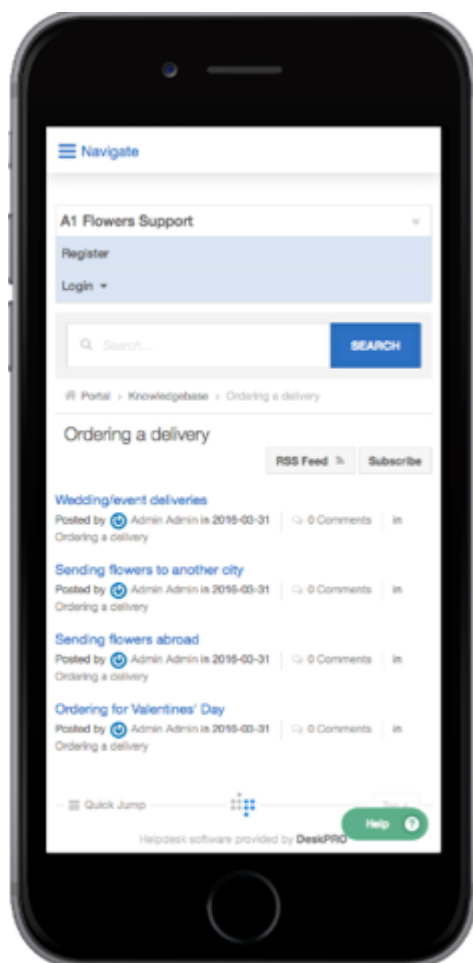 Navigate
A1 Flowers Support
Register
Login
Search...
SEARCH
Portal › Knowledgebase › Ordering a delivery
Ordering a delivery
RSS Feed
Subscribe
Wedding/event deliveries
Posted by Admin Admin in 2016-03-31 0 Comments in
Ordering a delivery
Sending flowers to another city
Posted by Admin Admin in 2016-03-31 0 Comments in
Ordering a delivery
Sending flowers abroad
Posted by Admin Admin in 2016-03-31 0 Comments in
Ordering a delivery
Ordering for Valentines' Day
Posted by Admin Admin in 2016-03-31 0 Comments in
Ordering a delivery
Quick Jump
Help ?
Helpdesk software provided by DeskPRO